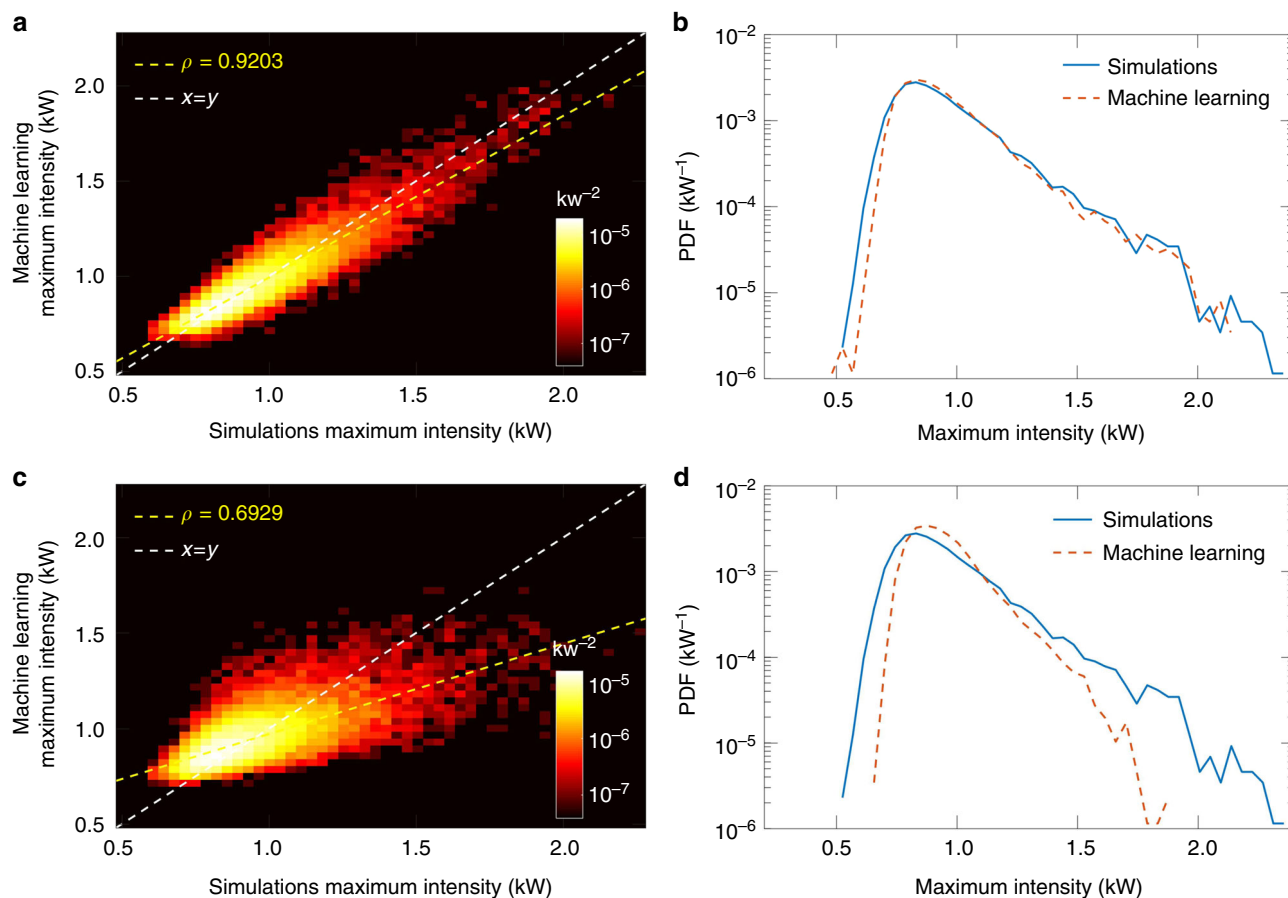 a
ρ = 0.9203
x=y
Machine learning
maximum intensity (kW)
2.0
1.5
1.0
0.5
kw⁻²
10⁻⁵
10⁻⁶
10⁻⁷
0.5 1.0 1.5 2.0
Simulations maximum intensity (kW)
b
Simulations
Machine learning
PDF (kW⁻¹)
10⁻²
10⁻³
10⁻⁴
10⁻⁵
10⁻⁶
0.5 1.0 1.5 2.0
Maximum intensity (kW)
c
ρ = 0.6929
x=y
Machine learning
maximum intensity (kW)
2.0
1.5
1.0
0.5
kw⁻²
10⁻⁵
10⁻⁶
10⁻⁷
0.5 1.0 1.5 2.0
Simulations maximum intensity (kW)
d
Simulations
Machine learning
PDF (kW⁻¹)
10⁻²
10⁻³
10⁻⁴
10⁻⁵
10⁻⁶
0.5 1.0 1.5 2.0
Maximum intensity (kW)